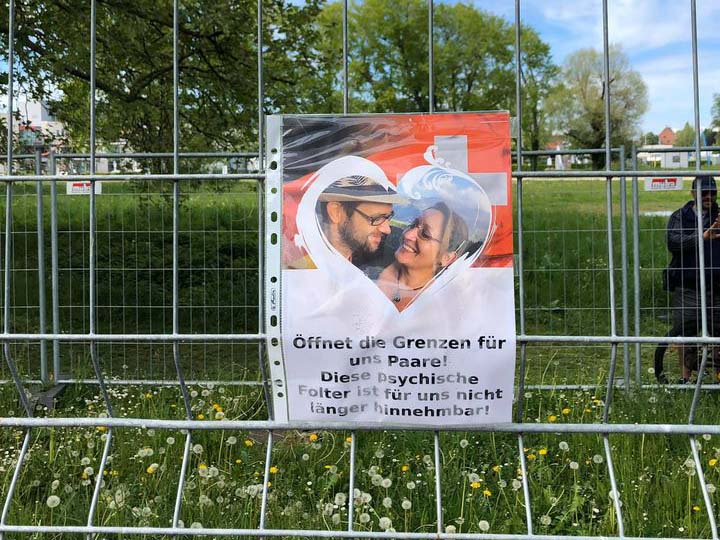 Öffnet die Grenzen für
uns Paare!
Diese psychische
Folter ist für uns nicht
länger hinnehmbar!